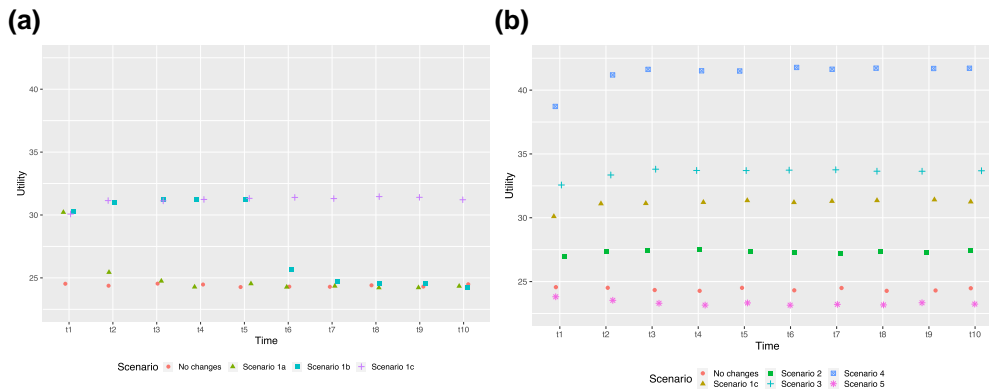 (a)
40
35
30
25
Utility
t1 t2 t3 t4 t5 t6 t7 t8 t9 t10
Time
Scenario No changes Scenario 1a Scenario 1b Scenario 1c
(b)
40
35
30
25
Utility
t1 t2 t3 t4 t5 t6 t7 t8 t9 t10
Time
Scenario No changes Scenario 2 Scenario 4
Scenario 1c Scenario 3 Scenario 5